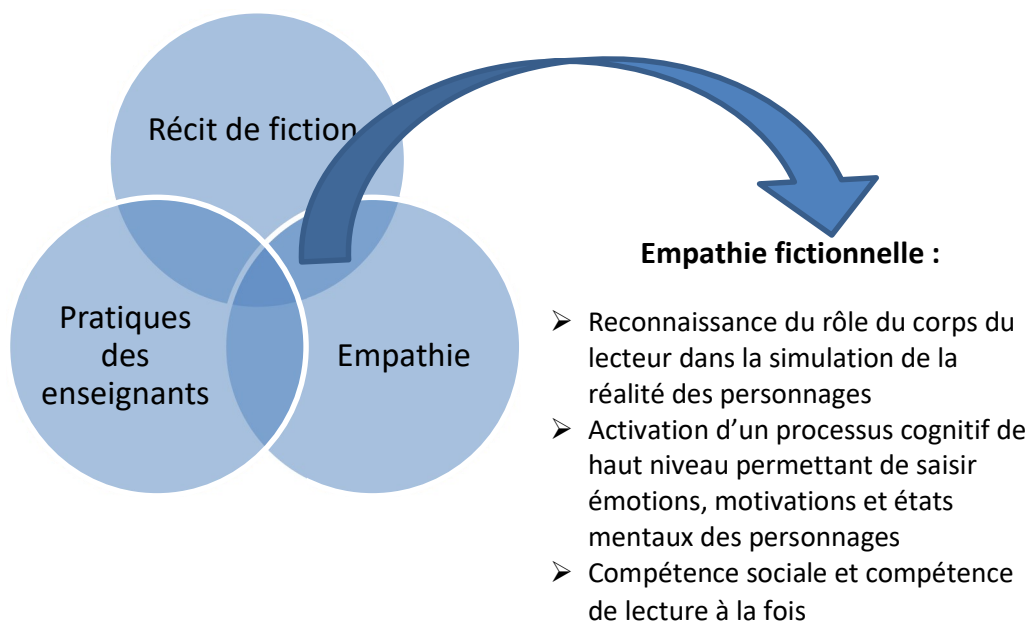 Récit de fiction
Pratiques
des
enseignants
Empathie
Empathie fictionnelle :
➢ Reconnaissance du rôle du corps du
lecteur dans la simulation de la
réalité des personnages
➢ Activation d’un processus cognitif de
haut niveau permettant de saisir
émotions, motivations et états
mentaux des personnages
➢ Compétence sociale et compétence
de lecture à la fois